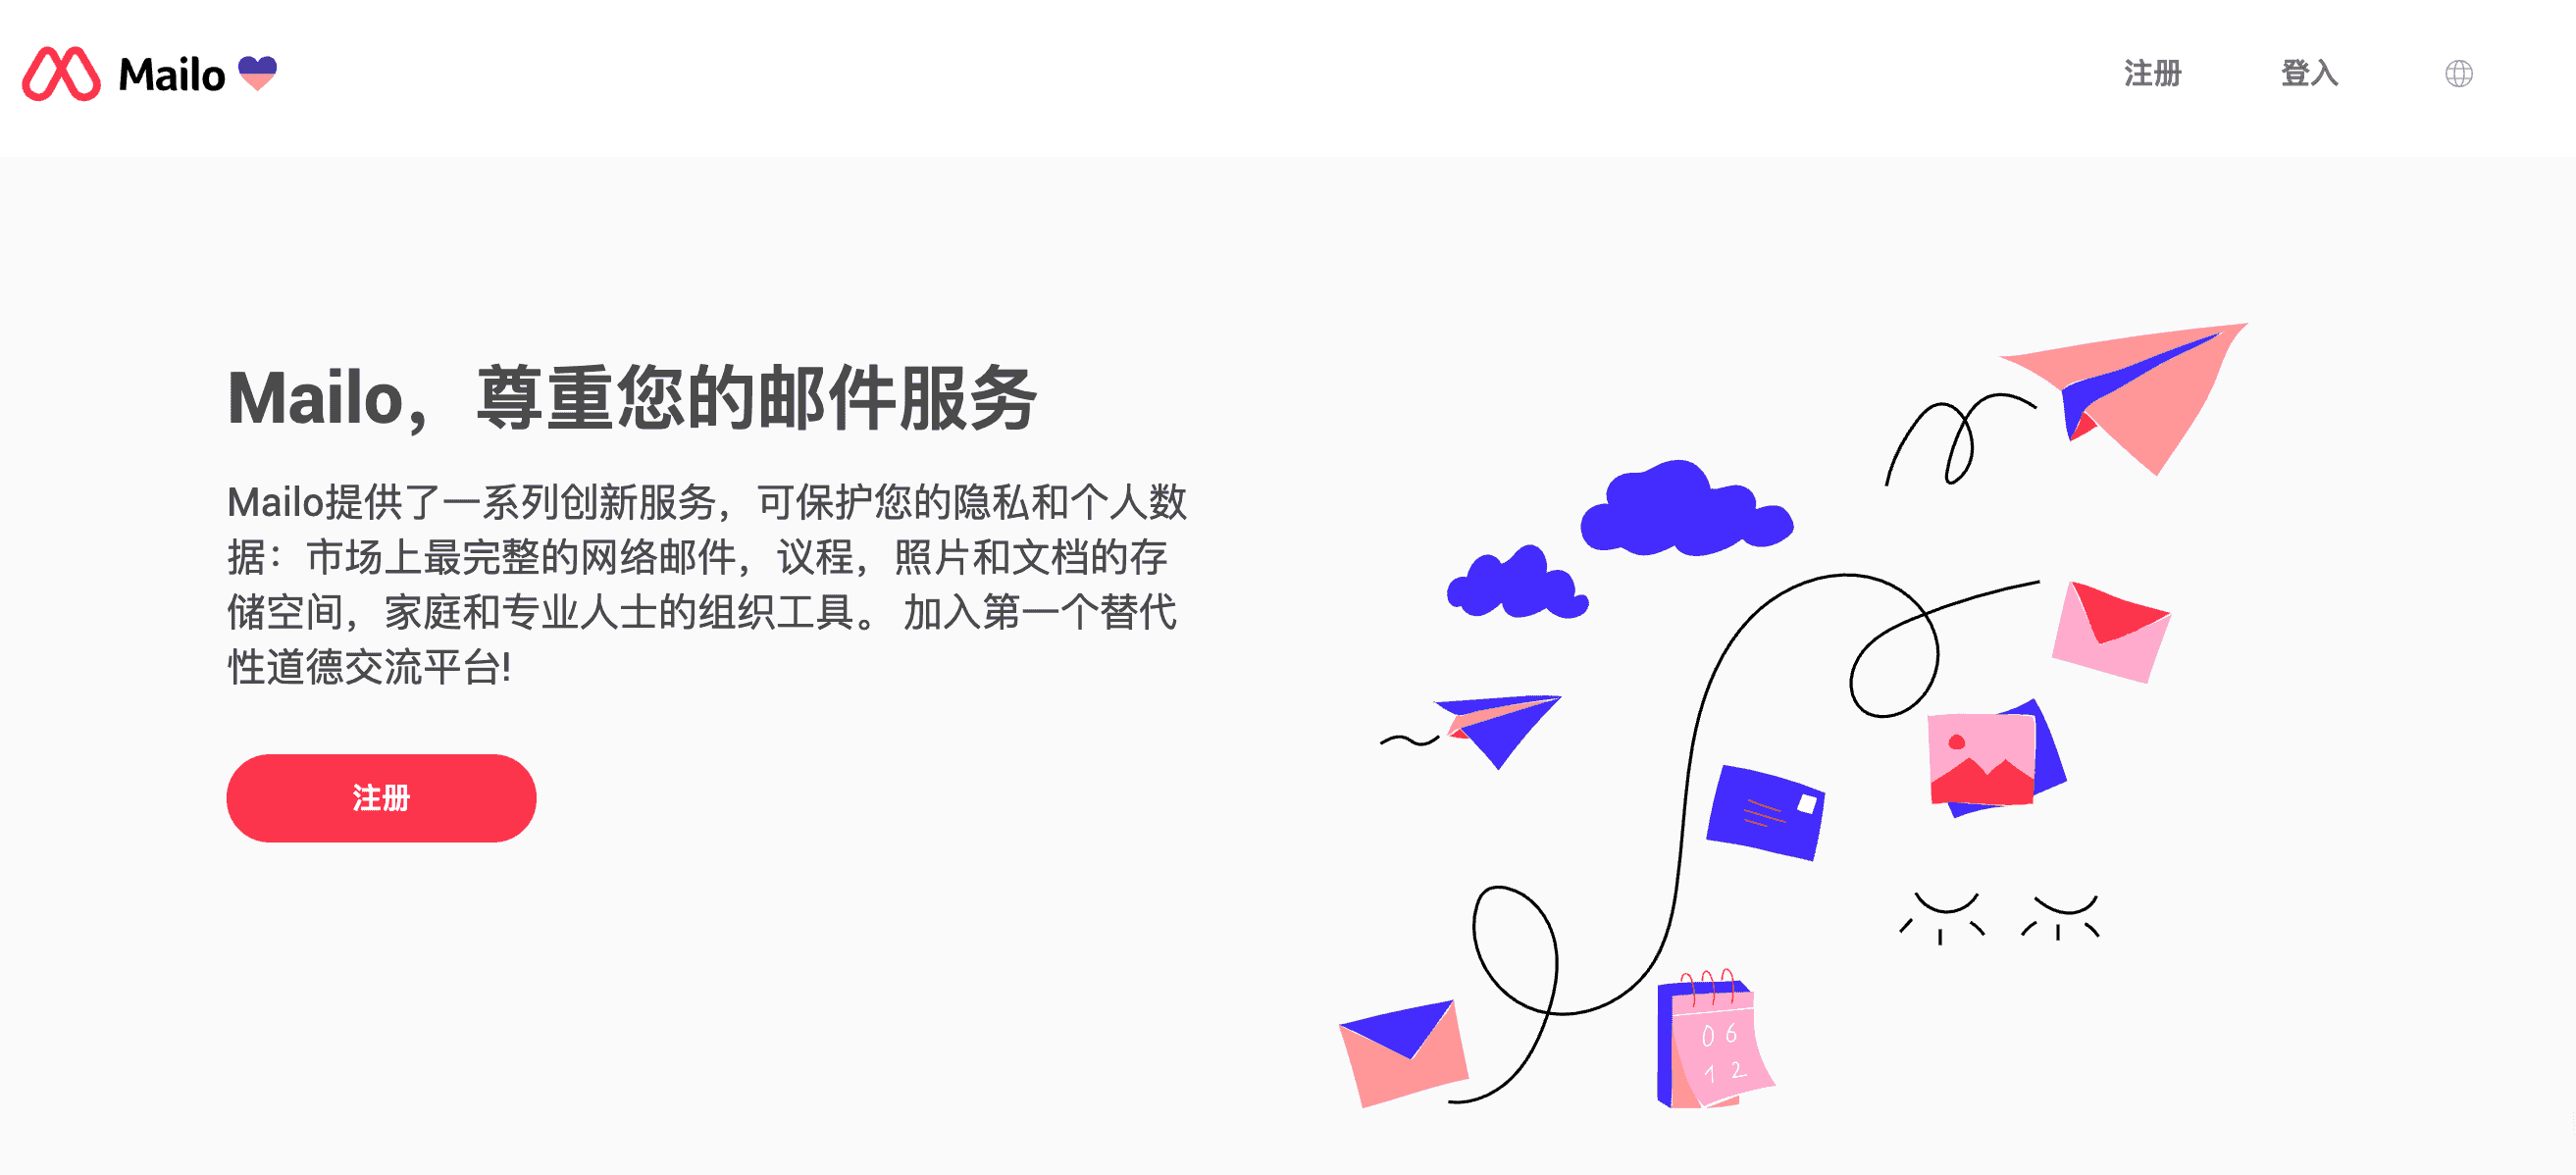 Mailo
注册
登入
Mailo，尊重您的邮件服务
Mailo提供了一系列创新服务，可保护您的隐私和个人数
据：市场上最完整的网络邮件，议程，照片和文档的存
储空间，家庭和专业人士的组织工具。 加入第一个替代
性道德交流平台!
注册
06
12